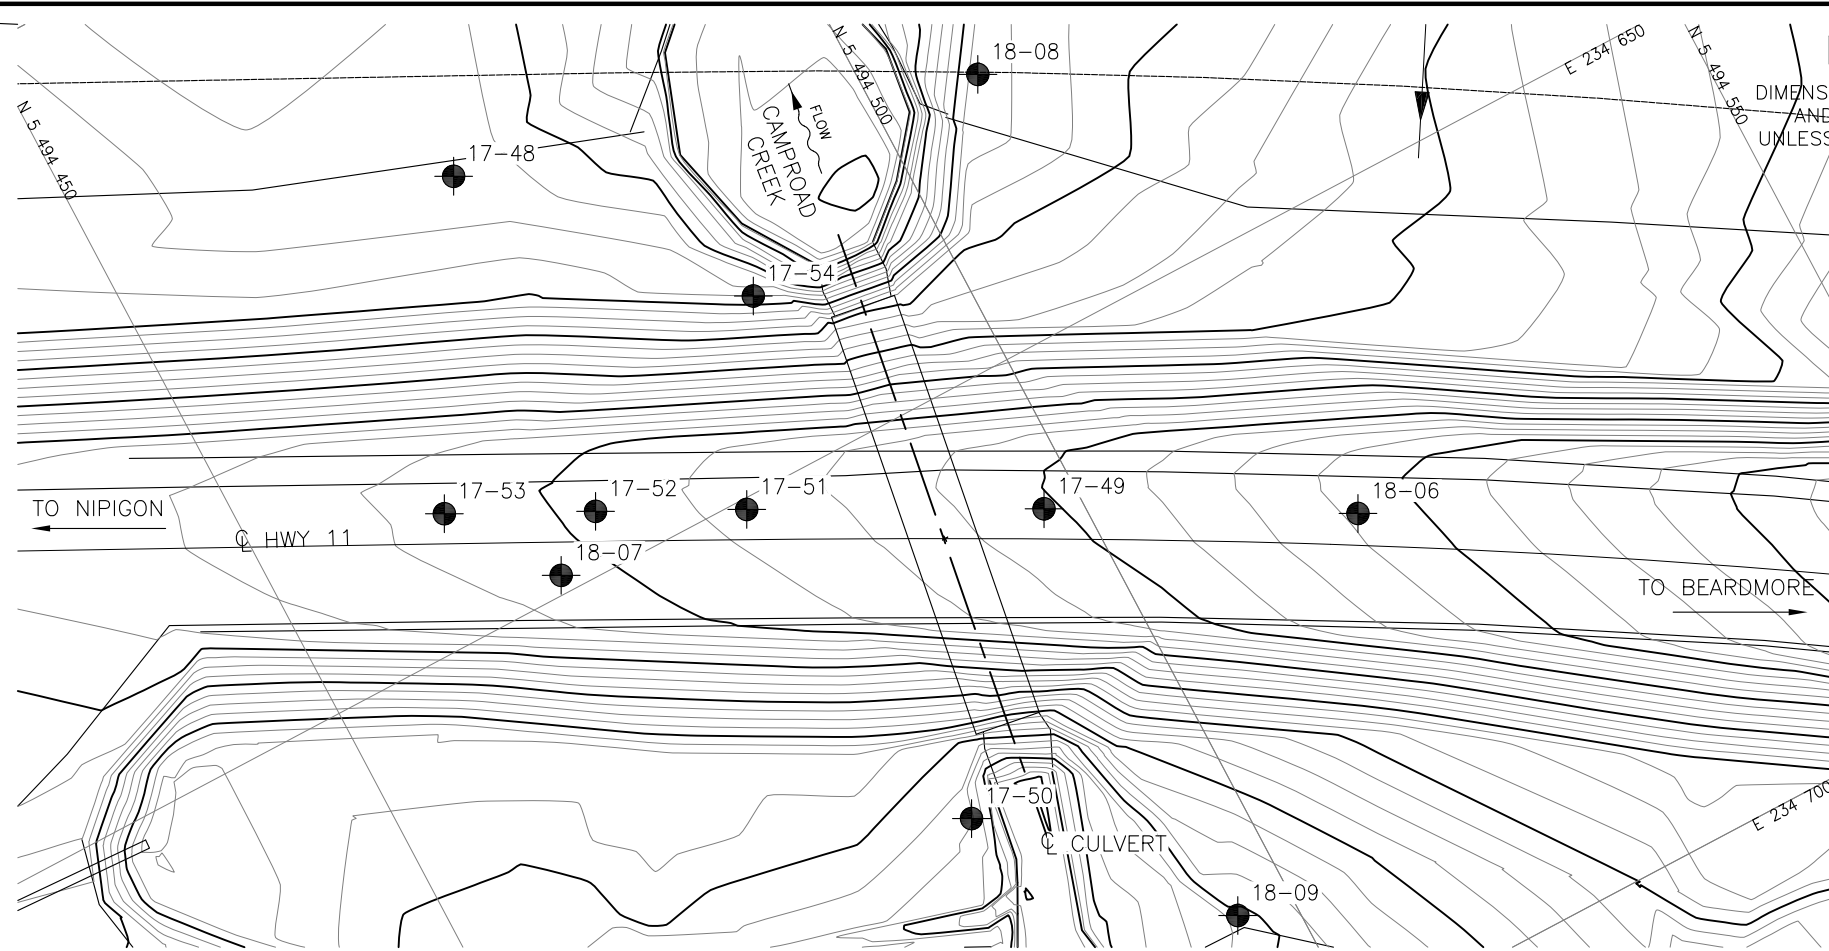 18-08
N 5 494 500
E 234 650
N 5 494 550
DIMENS
AND
UNLESS
N 5 494 450
17-48
FLOW
CAMPROAD
CREEK
17-54
17-53
17-52
17-51
17-49
18-06
TO NIPIGON
℄ HWY 11
18-07
TO BEARDMORE
17-50
E 234 700
℄ CULVERT
18-09